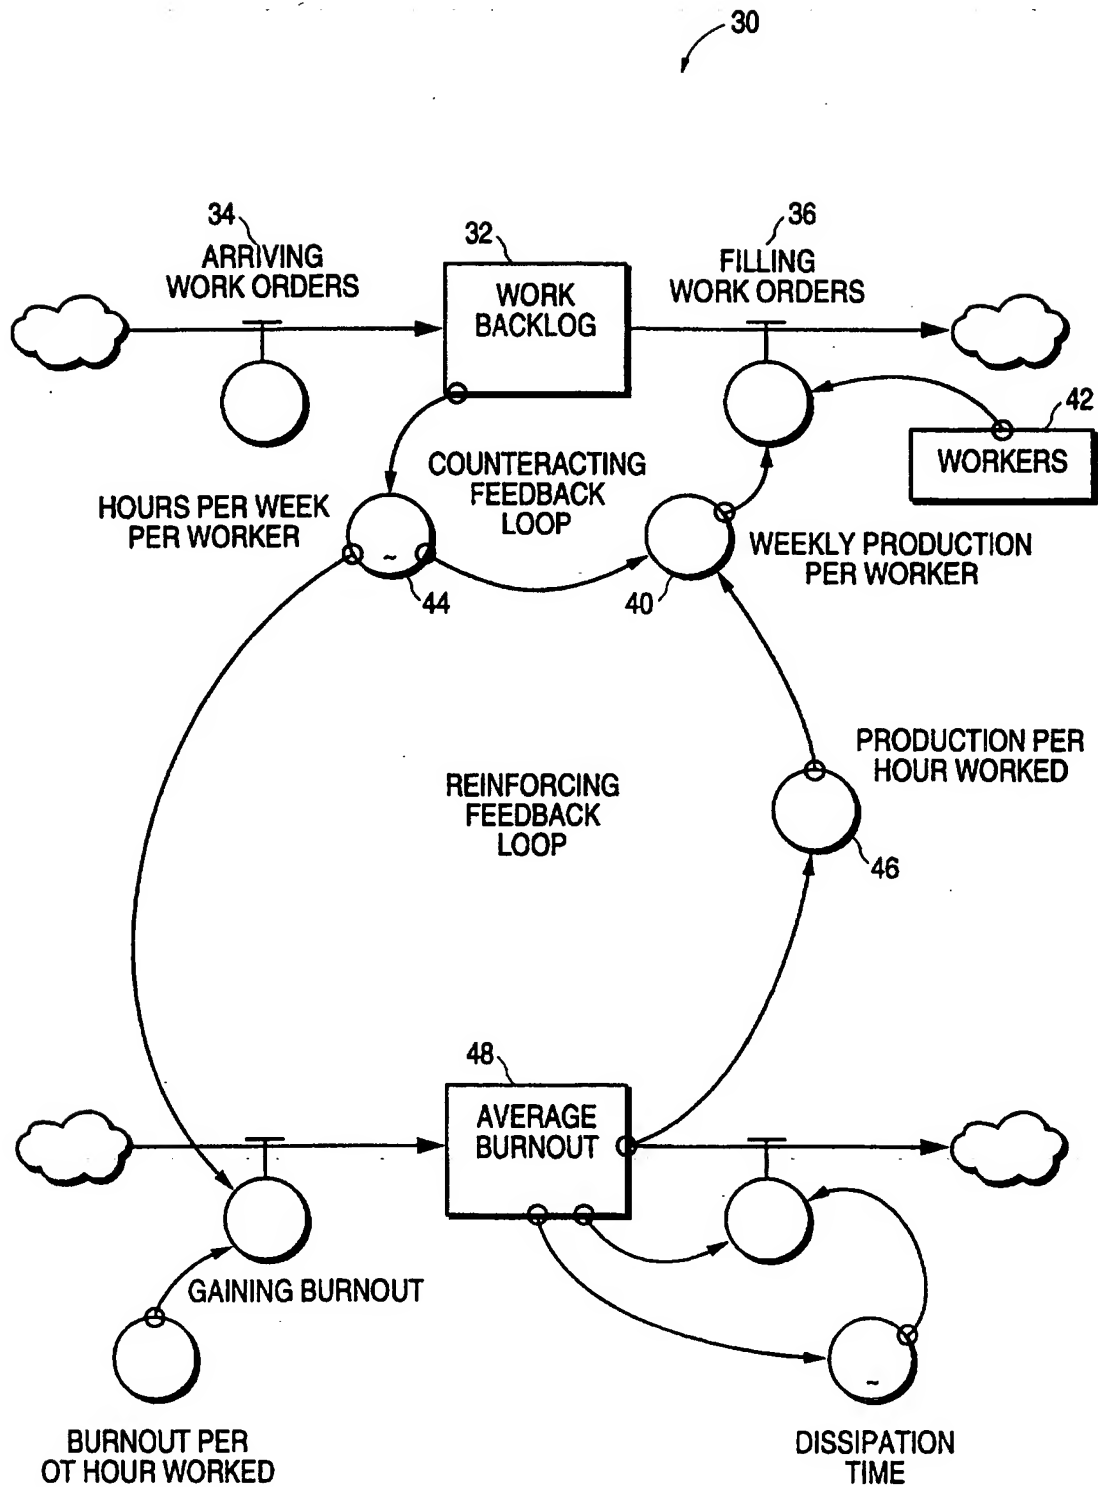 30
34
ARRIVING
WORK ORDERS
32
WORK
BACKLOG
36
FILLING
WORK ORDERS
42
WORKERS
HOURS PER WEEK
PER WORKER
~
44
COUNTERACTING
FEEDBACK
LOOP
40
WEEKLY PRODUCTION
PER WORKER
PRODUCTION PER
HOUR WORKED
46
REINFORCING
FEEDBACK
LOOP
48
AVERAGE
BURNOUT
GAINING BURNOUT
BURNOUT PER
OT HOUR WORKED
~
DISSIPATION
TIME